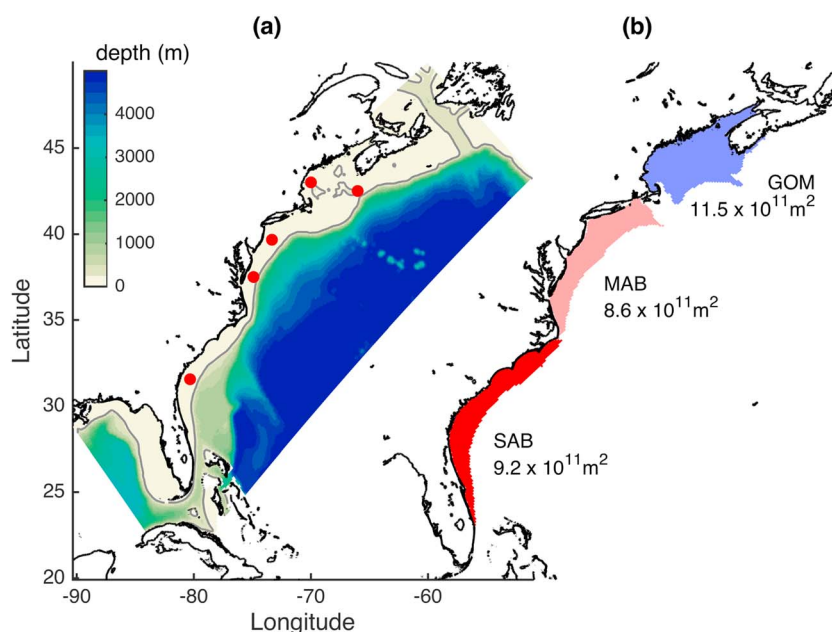 (a)
(b)
depth (m)
4000
3000
2000
1000
0
45
40
35
30
25
20
Latitude
-90
-80
-70
-60
Longitude
GOM
11.5 x 10¹¹m²
MAB
8.6 x 10¹¹m²
SAB
9.2 x 10¹¹m²